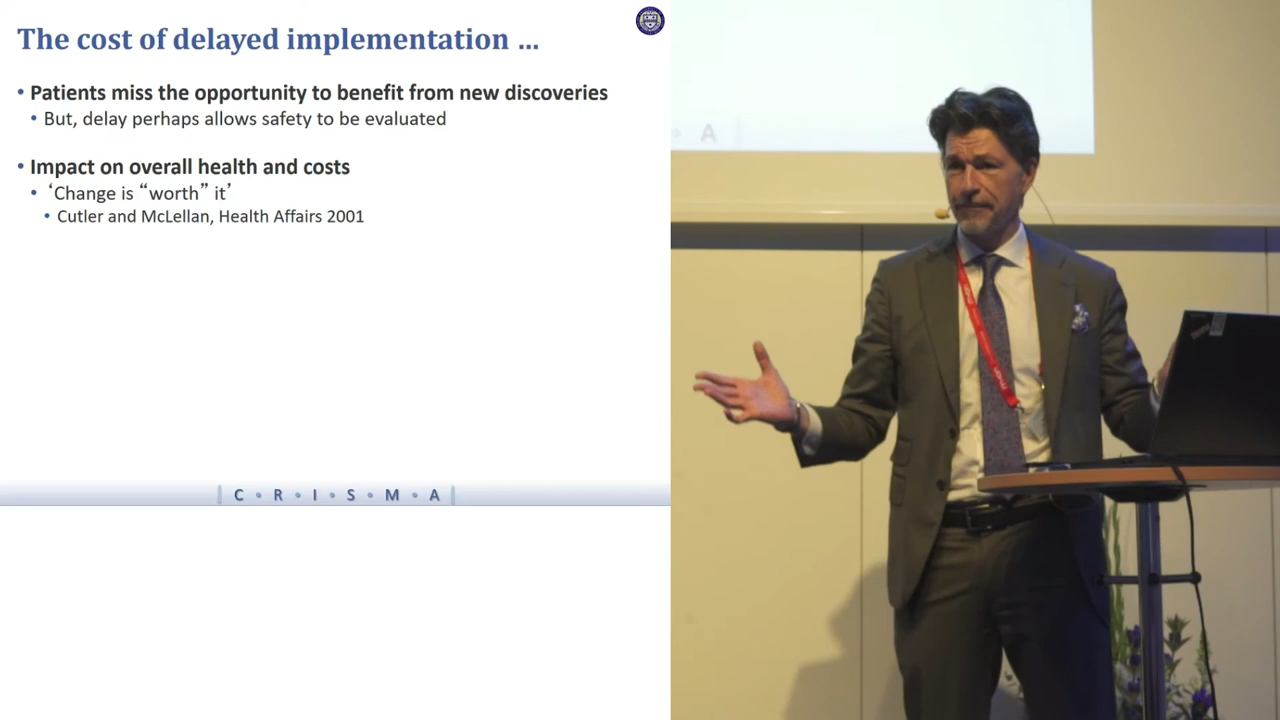 The cost of delayed implementation ...
• Patients miss the opportunity to benefit from new discoveries
• But, delay perhaps allows safety to be evaluated
• Impact on overall health and costs
• ‘Change is “worth” it’
• Cutler and McLellan, Health Affairs 2001
| C • R • I • S • M • A |
• A |